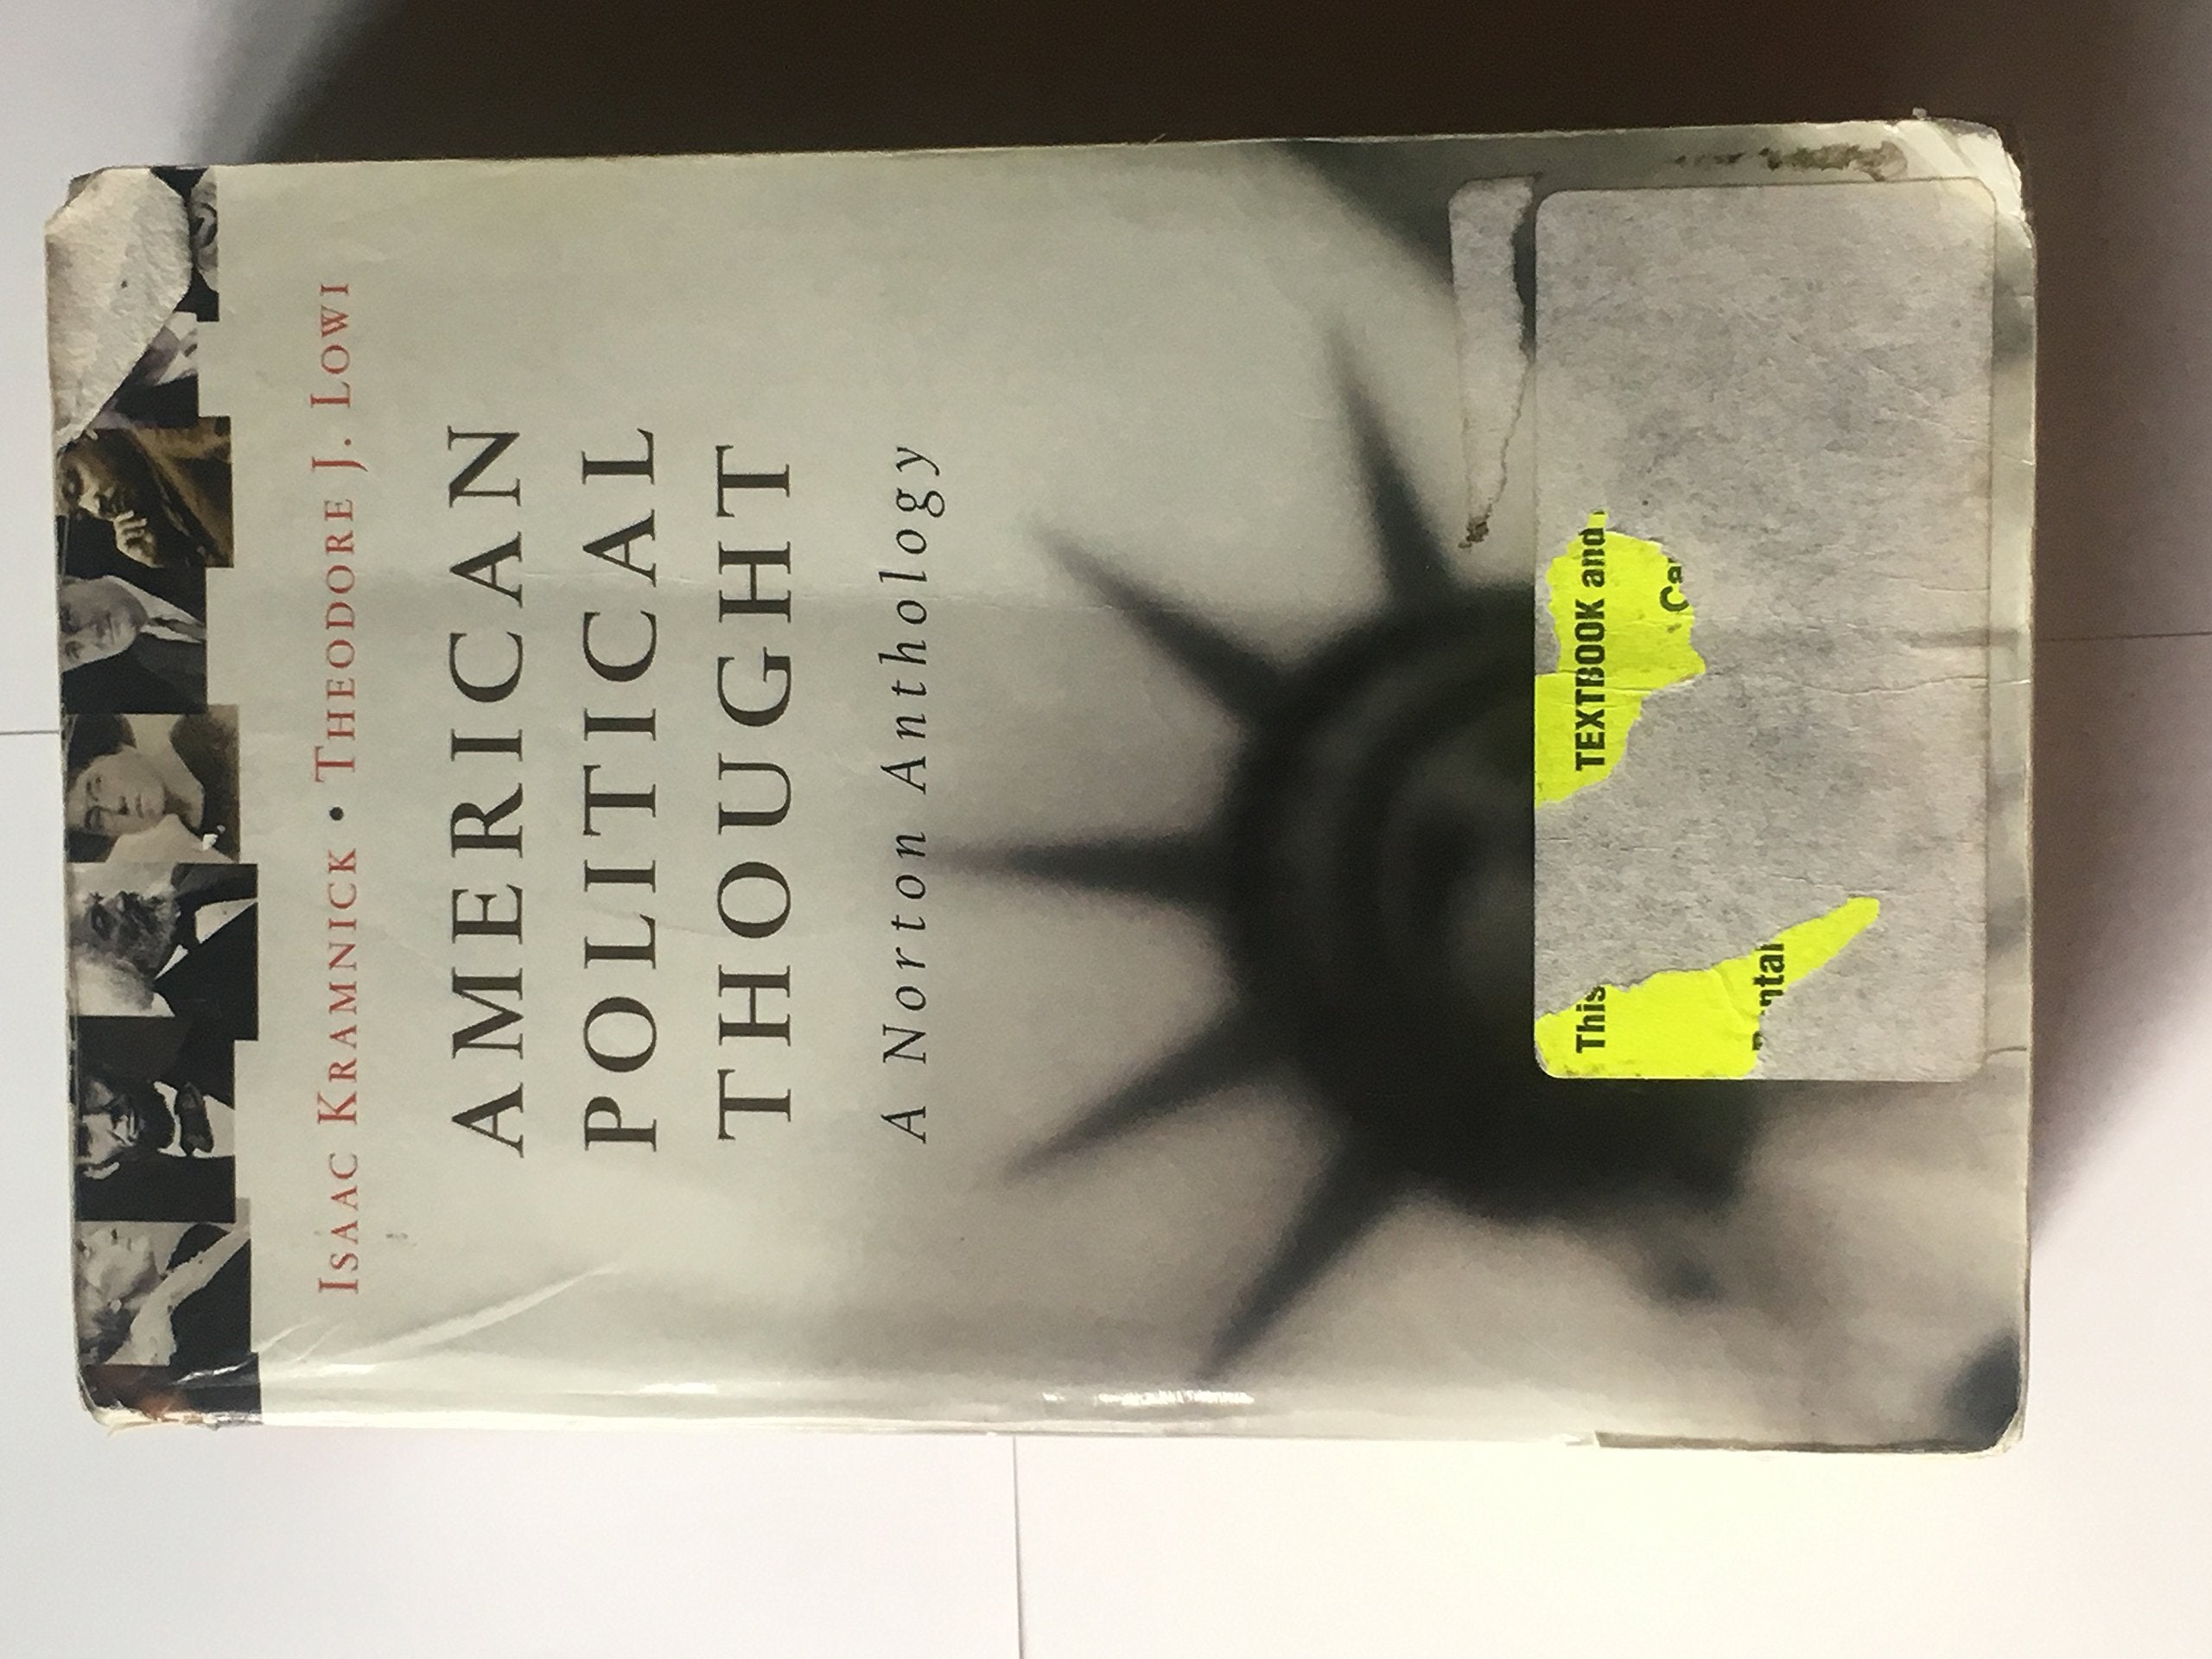 ISAAC KRAMNICK • THEODORE J. LOWI
AMERICAN
POLITICAL
THOUGHT
A Norton Anthology
This TEXTBOOK and